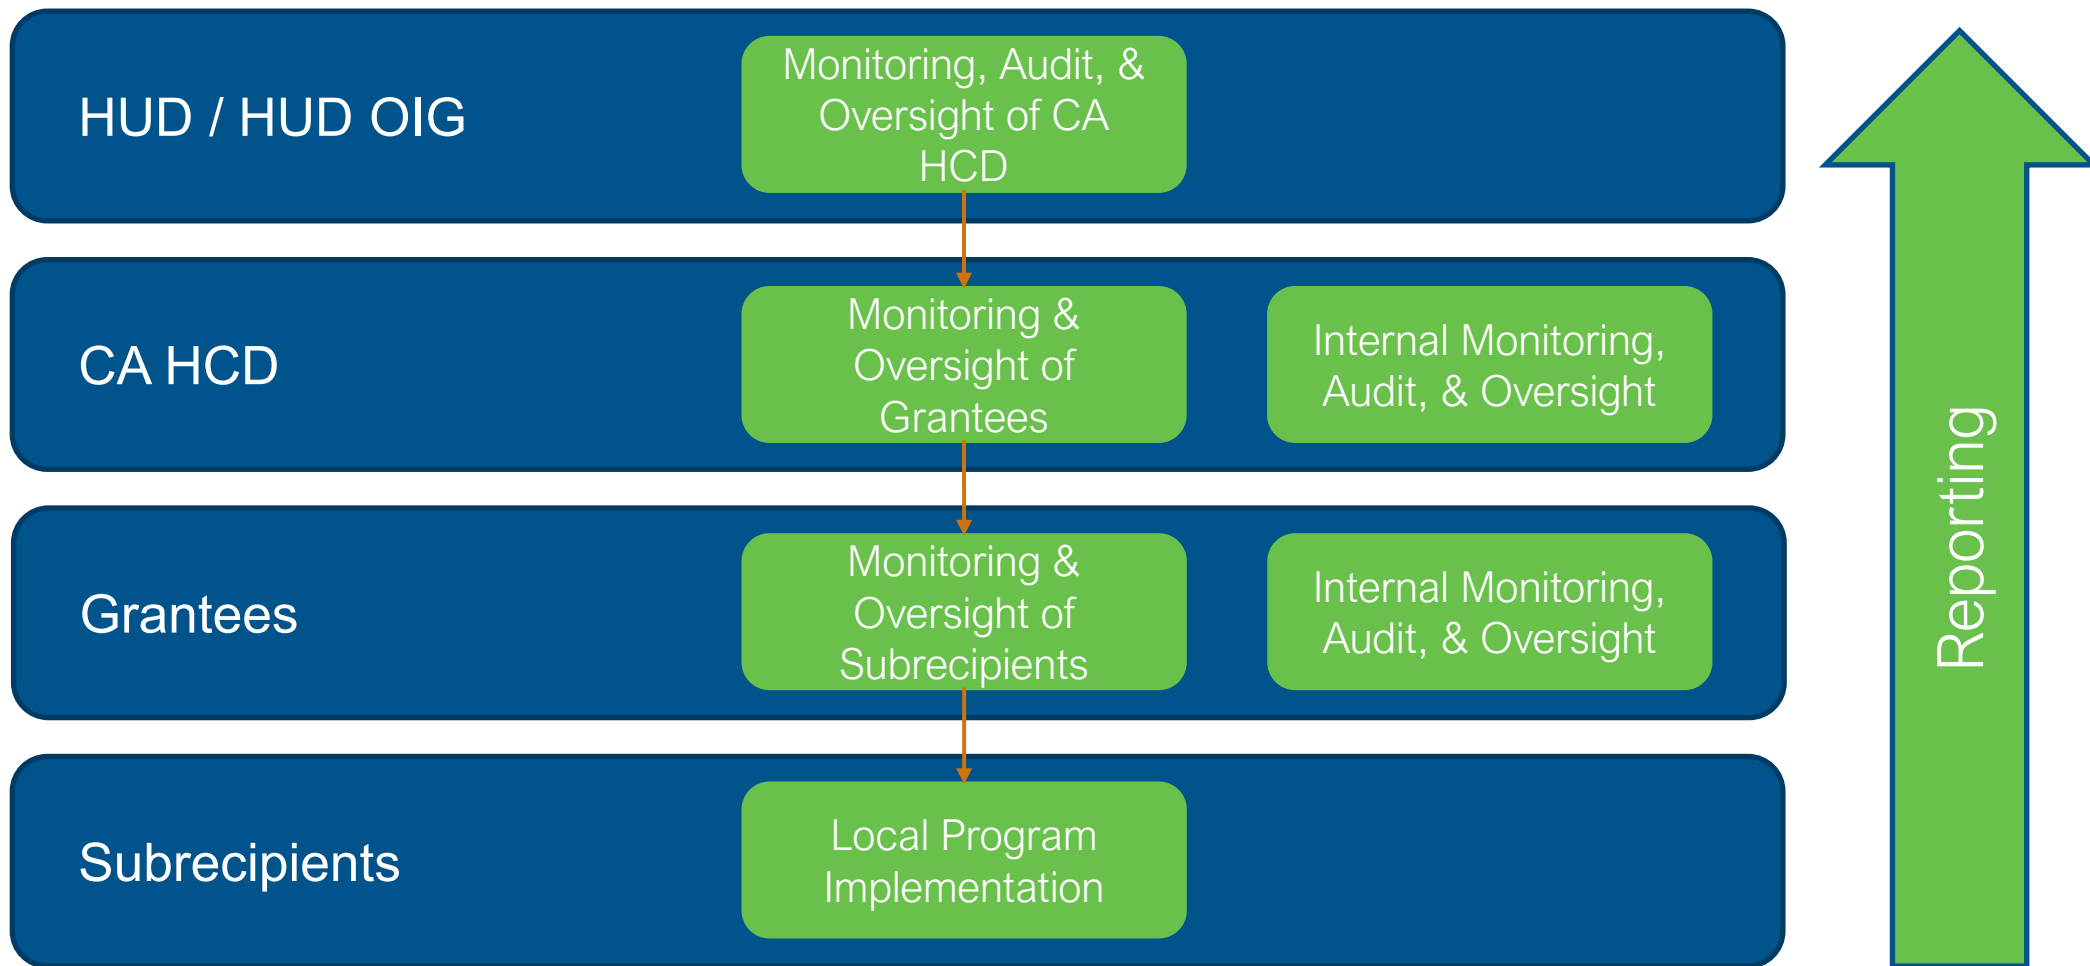 HUD / HUD OIG
Monitoring, Audit, &
Oversight of CA
HCD
CA HCD
Monitoring &
Oversight of
Grantees
Internal Monitoring,
Audit, & Oversight
Grantees
Monitoring &
Oversight of
Subrecipients
Internal Monitoring,
Audit, & Oversight
Subrecipients
Local Program
Implementation
Reporting